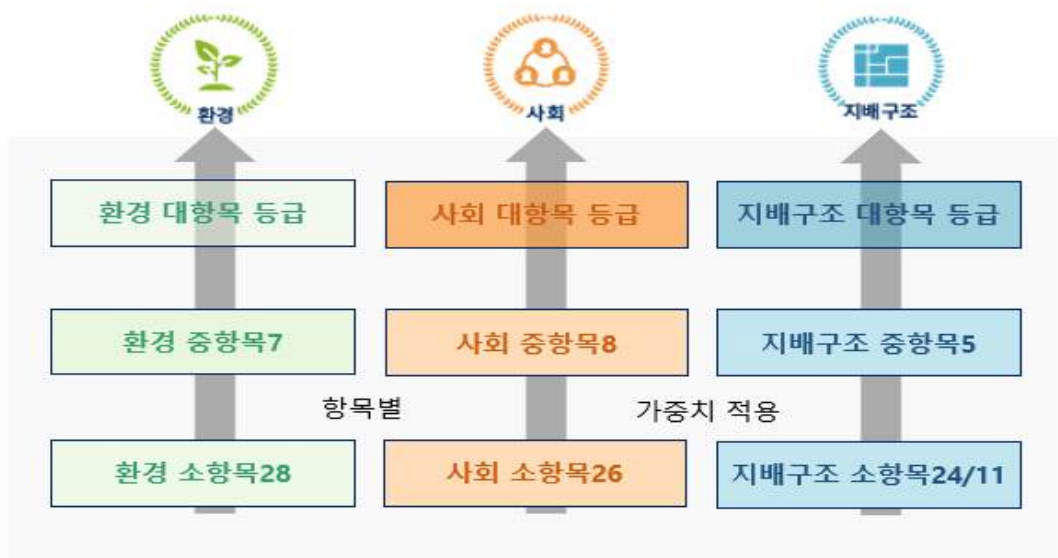 환경
사회
지배구조
환경 대항목 등급
사회 대항목 등급
지배구조 대항목 등급
환경 중항목7
사회 중항목8
지배구조 중항목5
항목별
가중치 적용
환경 소항목28
사회 소항목26
지배구조 소항목24/11